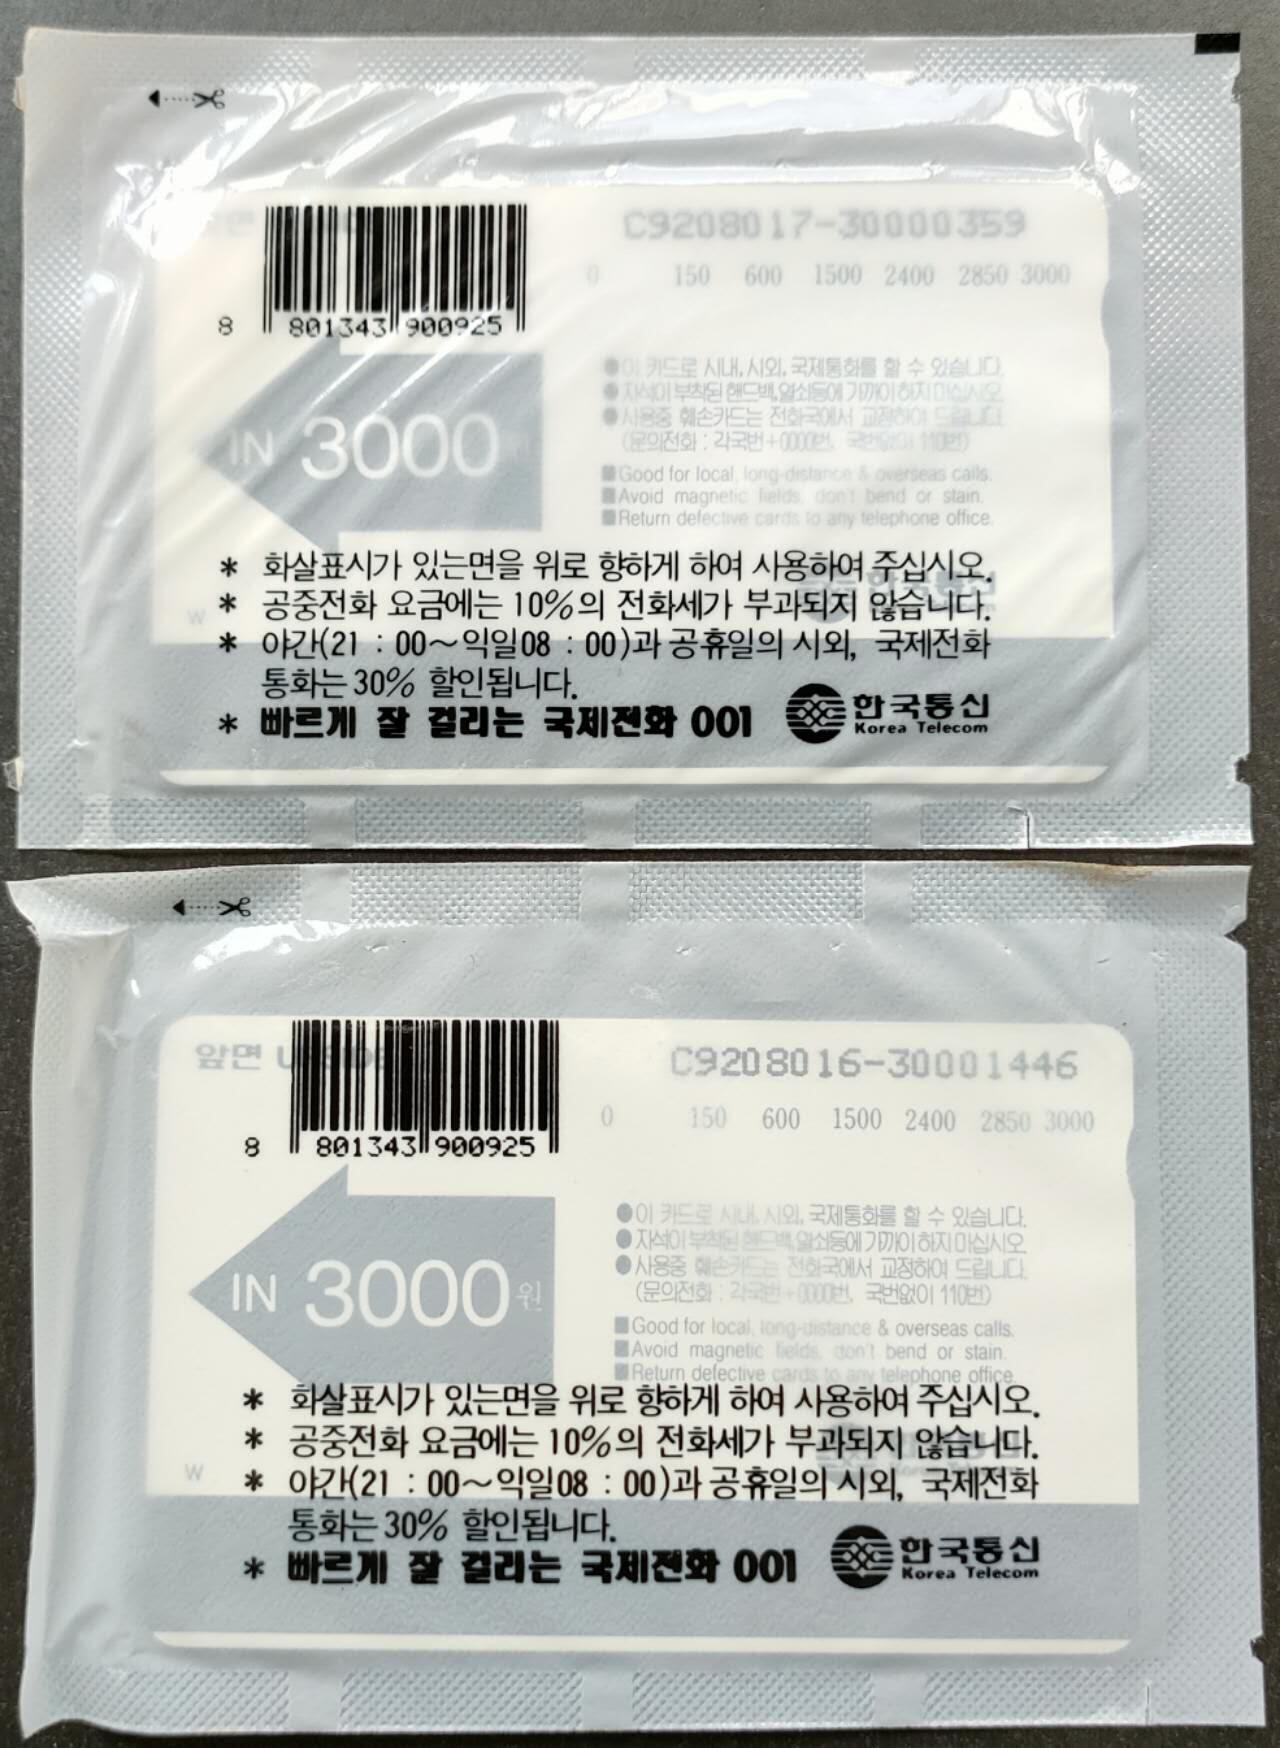 C9208017-30000359
0 150 600 1500 2400 2850 3000
8 801343 900925
IN 3000
●이 카드로 시내, 시외, 국제통화를 할 수 있습니다.
●자석이 부착된 핸드백, 열쇠등에 가까이 하지 마십시오.
●사용중 훼손카드는 전화국에서 교정하여 드립니다.
(문의전화 : 각국번+0000번, 국번없이 110번)
■Good for local, long-distance & overseas calls.
■Avoid magnetic fields, don't bend or stain.
■Return defective cards to any telephone office.
* 화살표시가 있는면을 위로 향하게 하여 사용하여 주십시오.
* 공중전화 요금에는 10%의 전화세가 부과되지 않습니다.
W
* 야간(21 : 00~익일08 : 00)과 공휴일의 시외, 국제전화
통화는 30% 할인됩니다.
* 빠르게 잘 걸리는 국제전화 001
한국통신
Korea Telecom
앞면 UPSIDE
C9208016-30001446
0 150 600 1500 2400 2850 3000
8 801343 900925
IN 3000원
●이 카드로 시내, 시외, 국제통화를 할 수 있습니다.
●자석이 부착된 핸드백, 열쇠등에 가까이 하지 마십시오.
●사용중 훼손카드는 전화국에서 교정하여 드립니다.
(문의전화 : 각국번+0000번, 국번없이 110번)
■Good for local, long-distance & overseas calls.
■Avoid magnetic fields, don't bend or stain.
■Return defective cards to any telephone office.
* 화살표시가 있는면을 위로 향하게 하여 사용하여 주십시오.
* 공중전화 요금에는 10%의 전화세가 부과되지 않습니다.
W
* 야간(21 : 00~익일08 : 00)과 공휴일의 시외, 국제전화
통화는 30% 할인됩니다.
* 빠르게 잘 걸리는 국제전화 001
한국통신
Korea Telecom